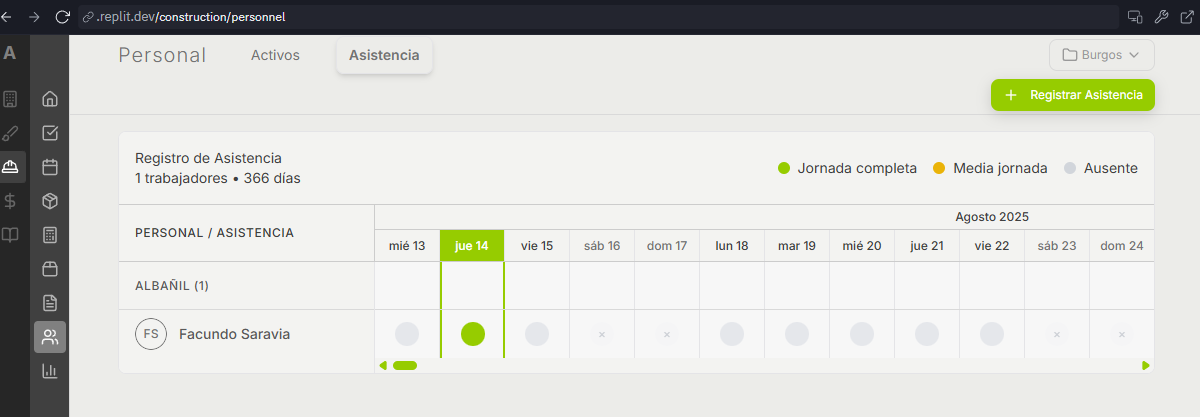 .replit.dev/construction/personnel
A
Personal
Activos
Asistencia
Burgos
+ Registrar Asistencia
Registro de Asistencia
1 trabajadores • 366 días
Jornada completa
Media jornada
Ausente
PERSONAL / ASISTENCIA
Agosto 2025
mié 13 jue 14 vie 15 sáb 16 dom 17 lun 18 mar 19 mié 20 jue 21 vie 22 sáb 23 dom 24
ALBAÑIL (1)
FS Facundo Saravia × × × ×